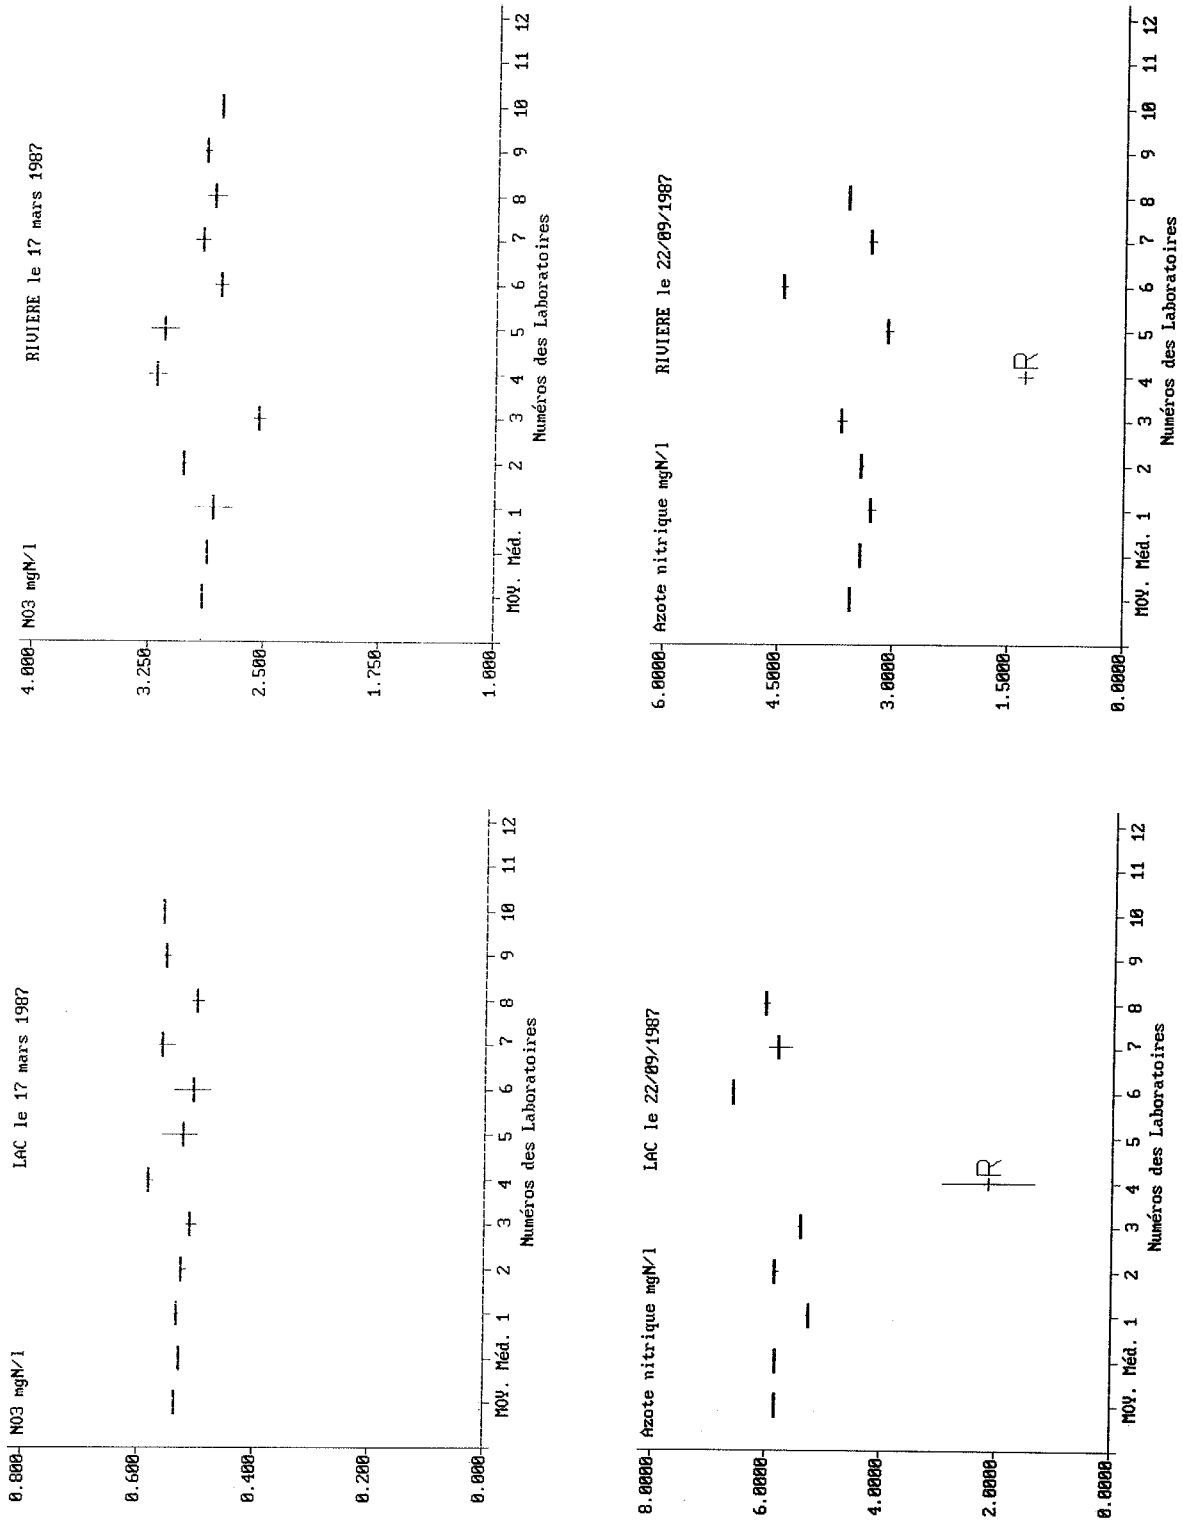 NO3 mgN/l LAC le 17 mars 1987
0.800
0.600
0.400
0.200
0.000
MOY. Méd. 1 2 3 4 5 6 7 8 9 10 11 12
Numéros des Laboratoires
NO3 mgN/l RIVIERE le 17 mars 1987
4.000
3.250
2.500
1.750
1.000
MOY. Méd. 1 2 3 4 5 6 7 8 9 10 11 12
Numéros des Laboratoires
Azote nitrique mgN/l LAC le 22/09/1987
8.0000
6.0000
4.0000
2.0000
0.0000
R
MOY. Méd. 1 2 3 4 5 6 7 8 9 10 11 12
Numéros des Laboratoires
Azote nitrique mgN/l RIVIERE le 22/09/1987
6.0000
4.5000
3.0000
1.5000
0.0000
R
MOY. Méd. 1 2 3 4 5 6 7 8 9 10 11 12
Numéros des Laboratoires